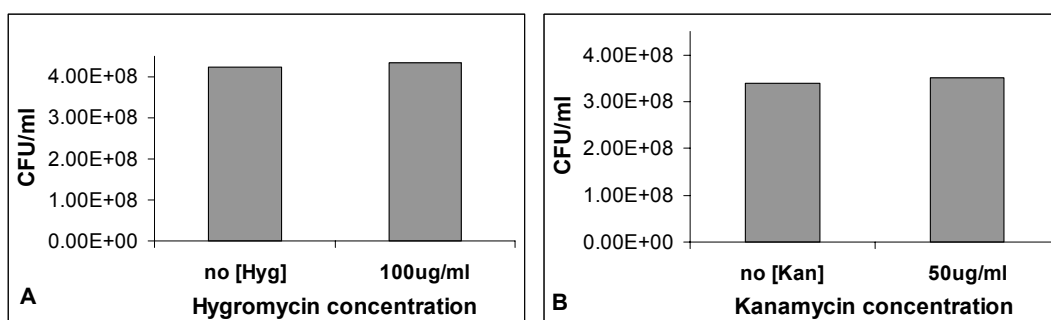 4.00E+08
3.00E+08
2.00E+08
1.00E+08
0.00E+00
CFU/ml
no [Hyg]
100ug/ml
A
Hygromycin concentration
4.00E+08
3.00E+08
2.00E+08
1.00E+08
0.00E+00
CFU/ml
no [Kan]
50ug/ml
B
Kanamycin concentration